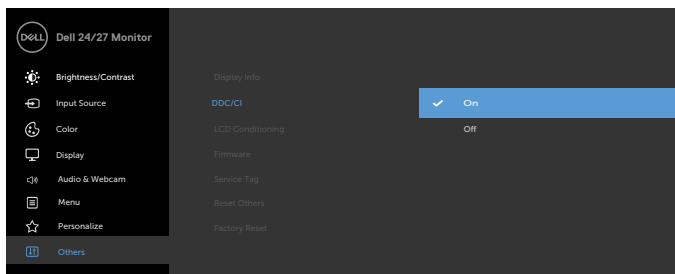 DELL Dell 24/27 Monitor
Brightness/Contrast
Input Source
Color
Display
Audio & Webcam
Menu
Personalize
Others
Display Info
DDC/CI
LCD Conditioning
Firmware
Service Tag
Reset Others
Factory Reset
On
Off